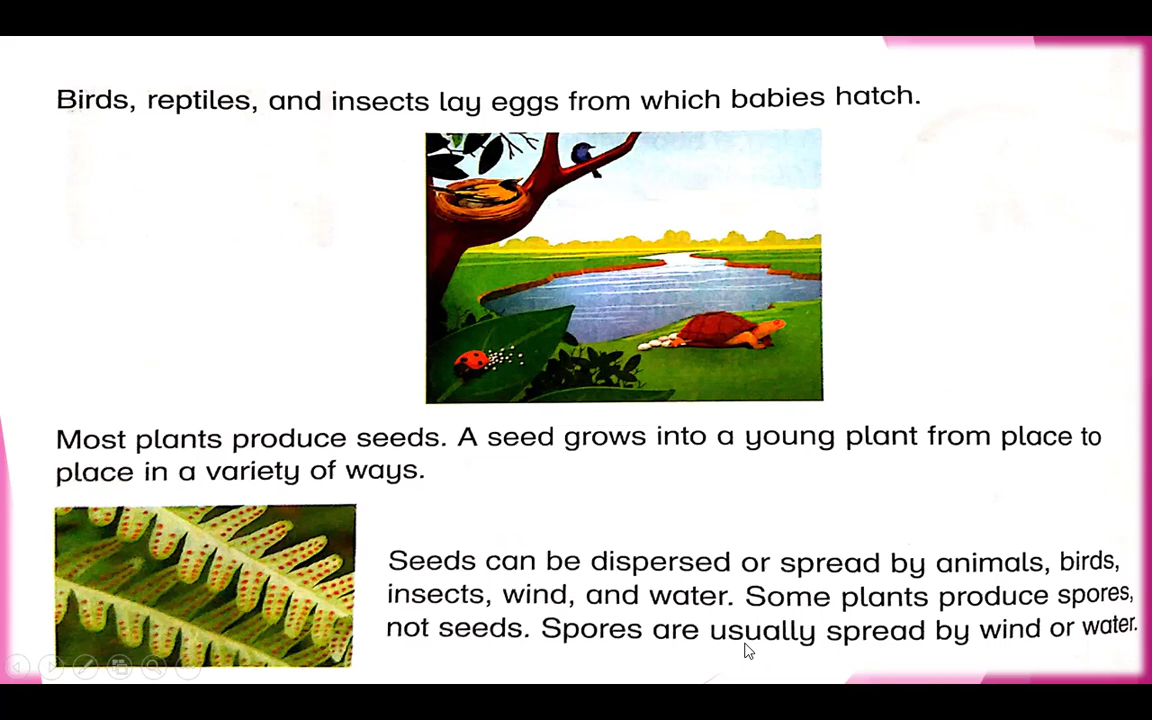 Birds, reptiles, and insects lay eggs from which babies hatch.
Most plants produce seeds. A seed grows into a young plant from place to
place in a variety of ways.
Seeds can be dispersed or spread by animals, birds,
insects, wind, and water. Some plants produce spores,
not seeds. Spores are usually spread by wind or water.